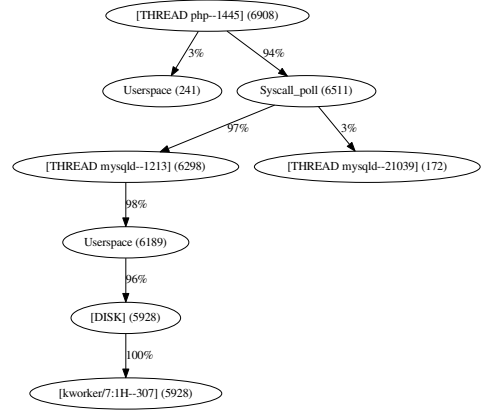 [THREAD php--1445] (6908)
3%
94%
Userspace (241)
Syscall_poll (6511)
97%
3%
[THREAD mysqld--1213] (6298)
[THREAD mysqld--21039] (172)
98%
Userspace (6189)
96%
[DISK] (5928)
100%
[kworker/7:1H--307] (5928)